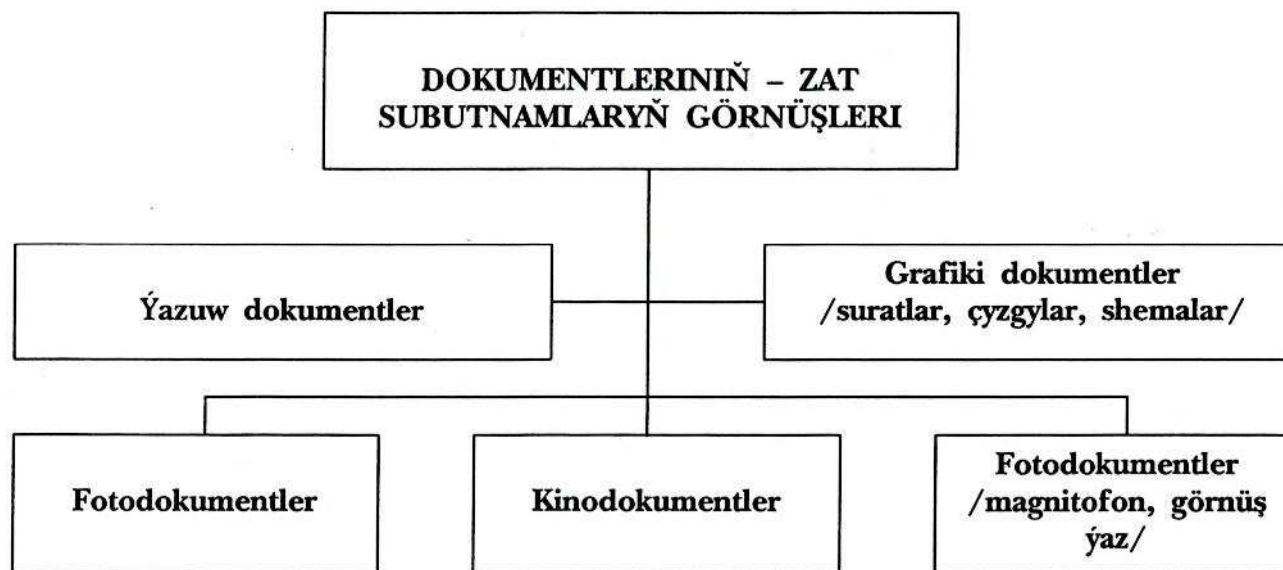 DOKUMENTLERINIŇ – ZAT
SUBUTNAMLARYŇ GÖRNÜŞLERI
Ýazuw dokumentler
Grafiki dokumentler
/suratlar, çyzgylar, shemalar/
Fotodokumentler
Kinodokumentler
Fotodokumentler
/magnitofon, görnüş
ýaz/